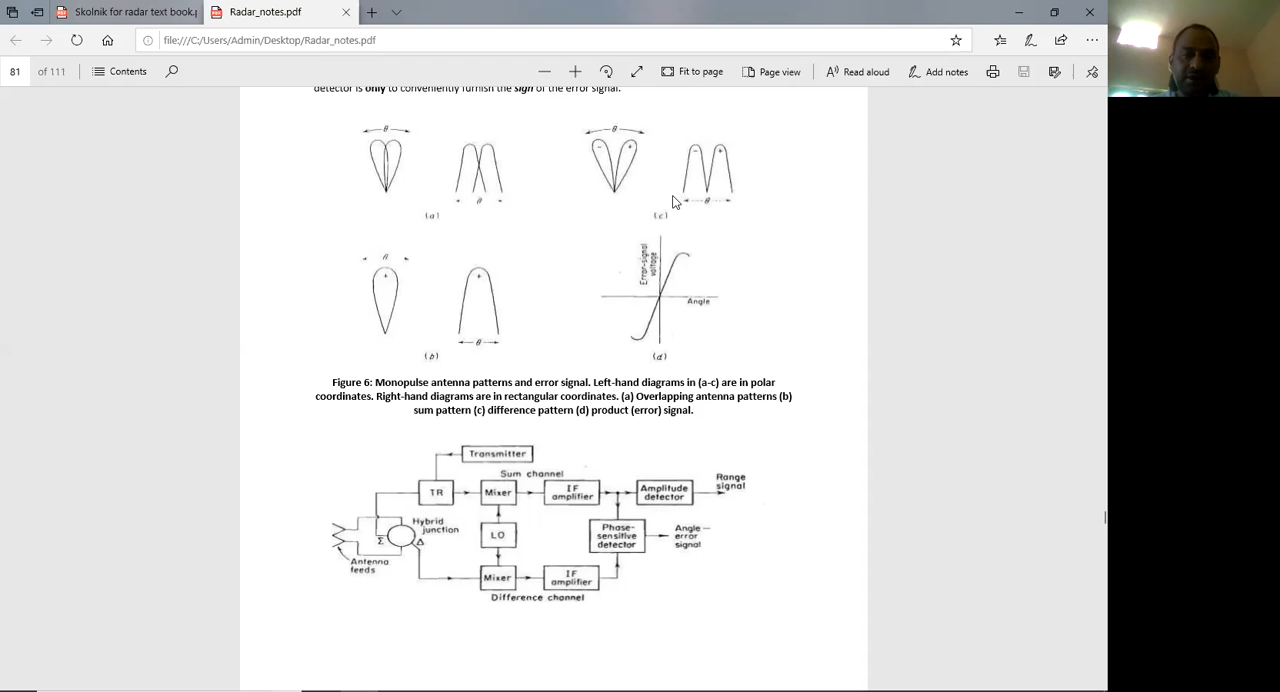 Skolnik for radar text book.p
Radar_notes.pdf
file:///C:/Users/Admin/Desktop/Radar_notes.pdf
81 of 111
Contents
Fit to page
Page view
Read aloud
Add notes
detector is only to conveniently furnish the sign of the error signal.
θ
θ
(a)
θ
- +
- +
θ
(c)
θ
+
+
θ
(b)
Error-signal
voltage
Angle
(d)
Figure 6: Monopulse antenna patterns and error signal. Left-hand diagrams in (a-c) are in polar
coordinates. Right-hand diagrams are in rectangular coordinates. (a) Overlapping antenna patterns (b)
sum pattern (c) difference pattern (d) product (error) signal.
Transmitter
Sum channel
TR
Mixer
IF
amplifier
Amplitude
detector
Range
signal
Hybrid
junction
Σ
Δ
LO
Phase-
sensitive
detector
Angle—
error
signal
Antenna
feeds
Mixer
IF
amplifier
Difference channel